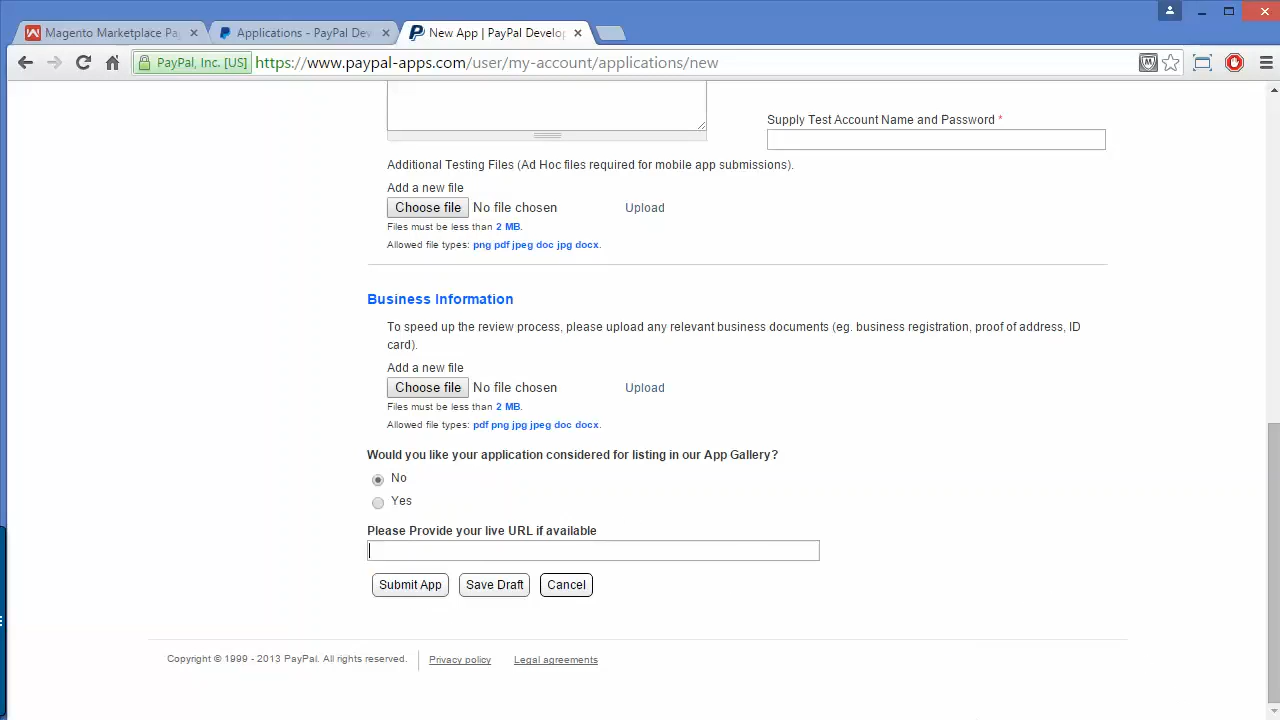 Magento Marketplace Pa
Applications - PayPal Dev
New App | PayPal Develop
PayPal, Inc. [US]
https://www.paypal-apps.com/user/my-account/applications/new
Supply Test Account Name and Password *
Additional Testing Files (Ad Hoc files required for mobile app submissions).
Add a new file
Choose file No file chosen Upload
Files must be less than 2 MB.
Allowed file types: png pdf jpeg doc jpg docx.
Business Information
To speed up the review process, please upload any relevant business documents (eg. business registration, proof of address, ID
card).
Add a new file
Choose file No file chosen Upload
Files must be less than 2 MB.
Allowed file types: pdf png jpg jpeg doc docx.
Would you like your application considered for listing in our App Gallery?
No
Yes
Please Provide your live URL if available
Submit App Save Draft Cancel
Copyright © 1999 - 2013 PayPal. All rights reserved. Privacy policy Legal agreements